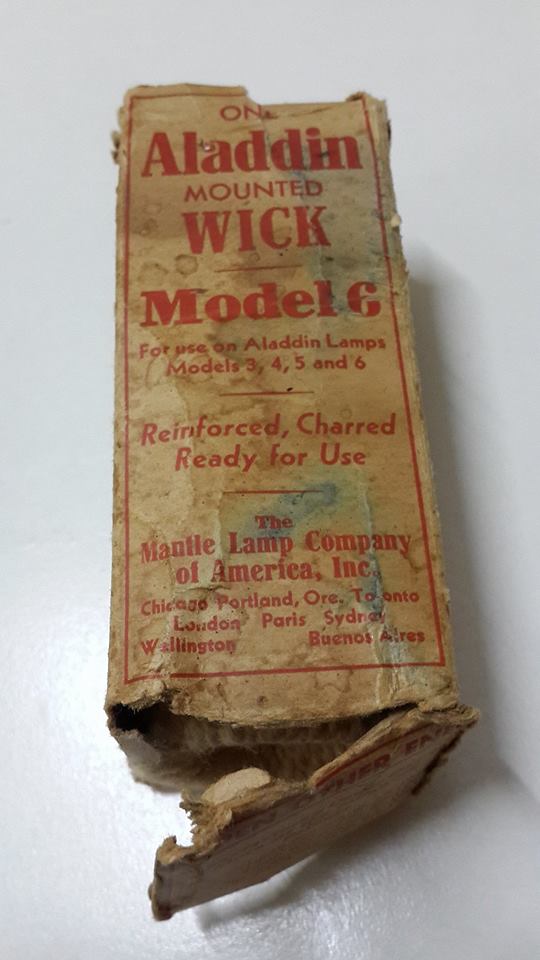 ONE
Aladdin
MOUNTED
WICK
Model 6
For use on Aladdin Lamps
Models 3, 4, 5 and 6
Reinforced, Charred
Ready for Use
The
Mantle Lamp Company
of America, Inc.
Chicago Portland, Ore. Toronto
London Paris Sydney
Wellington Buenos Aires
OTHER END